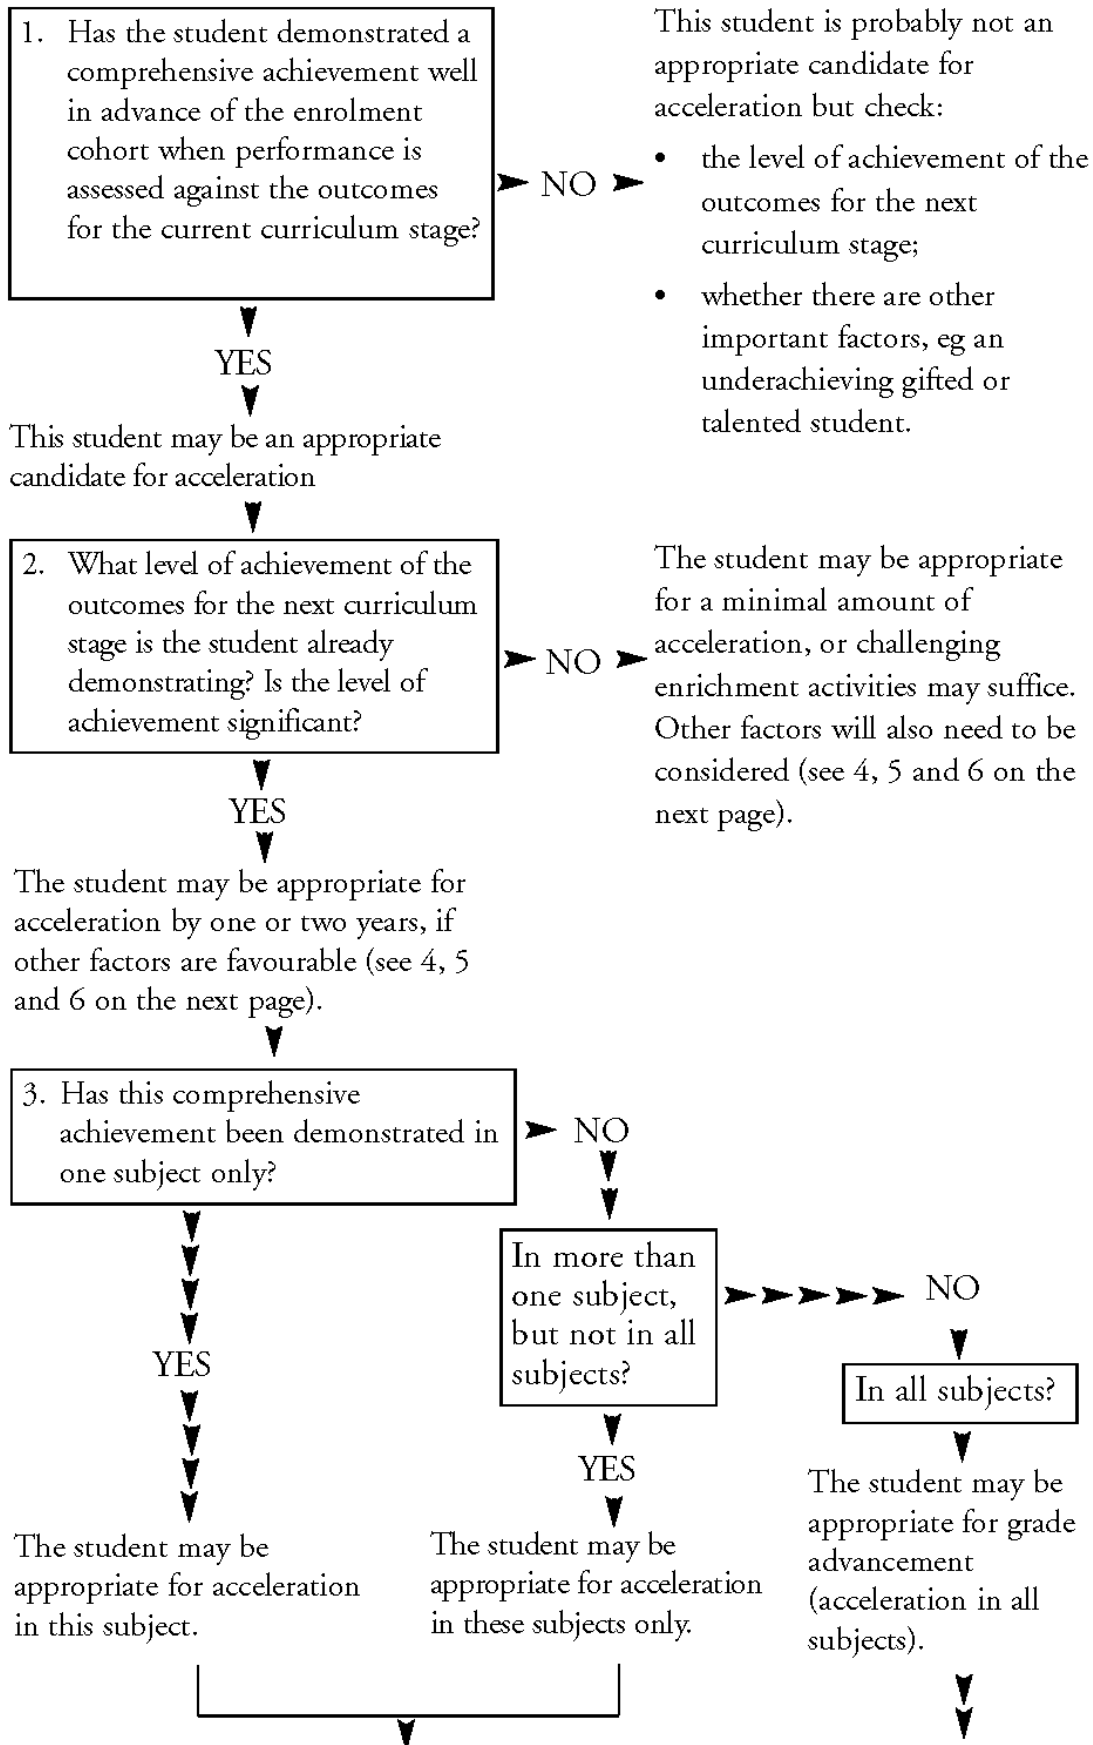 1. Has the student demonstrated a
comprehensive achievement well
in advance of the enrolment
cohort when performance is
assessed against the outcomes
for the current curriculum stage?
NO
This student is probably not an
appropriate candidate for
acceleration but check:
• the level of achievement of the
outcomes for the next
curriculum stage;
• whether there are other
important factors, eg an
underachieving gifted or
talented student.
YES
This student may be an appropriate
candidate for acceleration
2. What level of achievement of the
outcomes for the next curriculum
stage is the student already
demonstrating? Is the level of
achievement significant?
NO
The student may be appropriate
for a minimal amount of
acceleration, or challenging
enrichment activities may suffice.
Other factors will also need to be
considered (see 4, 5 and 6 on the
next page).
YES
The student may be appropriate for
acceleration by one or two years, if
other factors are favourable (see 4, 5
and 6 on the next page).
3. Has this comprehensive
achievement been demonstrated in
one subject only?
NO
In more than
one subject,
but not in all
subjects?
NO
In all subjects?
YES
YES
The student may be
appropriate for acceleration
in this subject.
The student may be
appropriate for acceleration
in these subjects only.
The student may be
appropriate for grade
advancement
(acceleration in all
subjects).